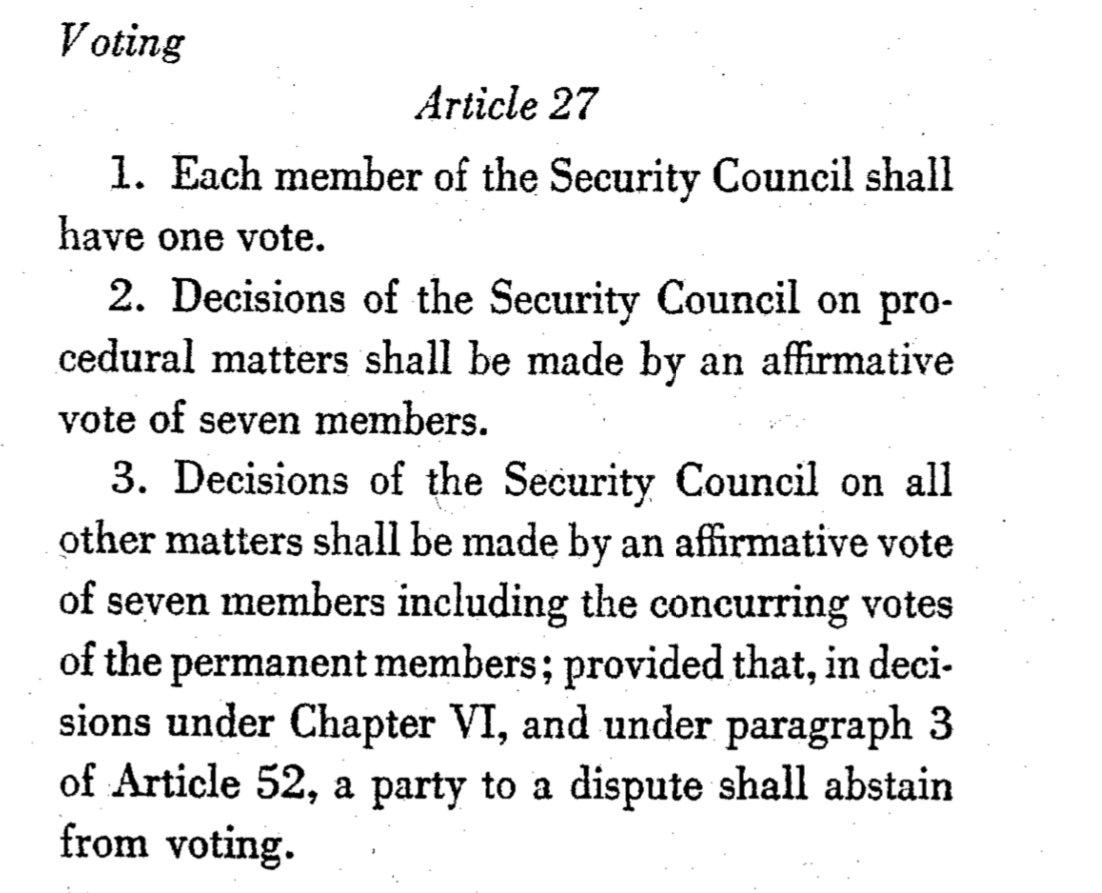 Voting
Article 27
1. Each member of the Security Council shall
have one vote.
2. Decisions of the Security Council on pro-
cedural matters shall be made by an affirmative
vote of seven members.
3. Decisions of the Security Council on all
other matters shall be made by an affirmative vote
of seven members including the concurring votes
of the permanent members; provided that, in deci-
sions under Chapter VI, and under paragraph 3
of Article 52, a party to a dispute shall abstain
from voting.